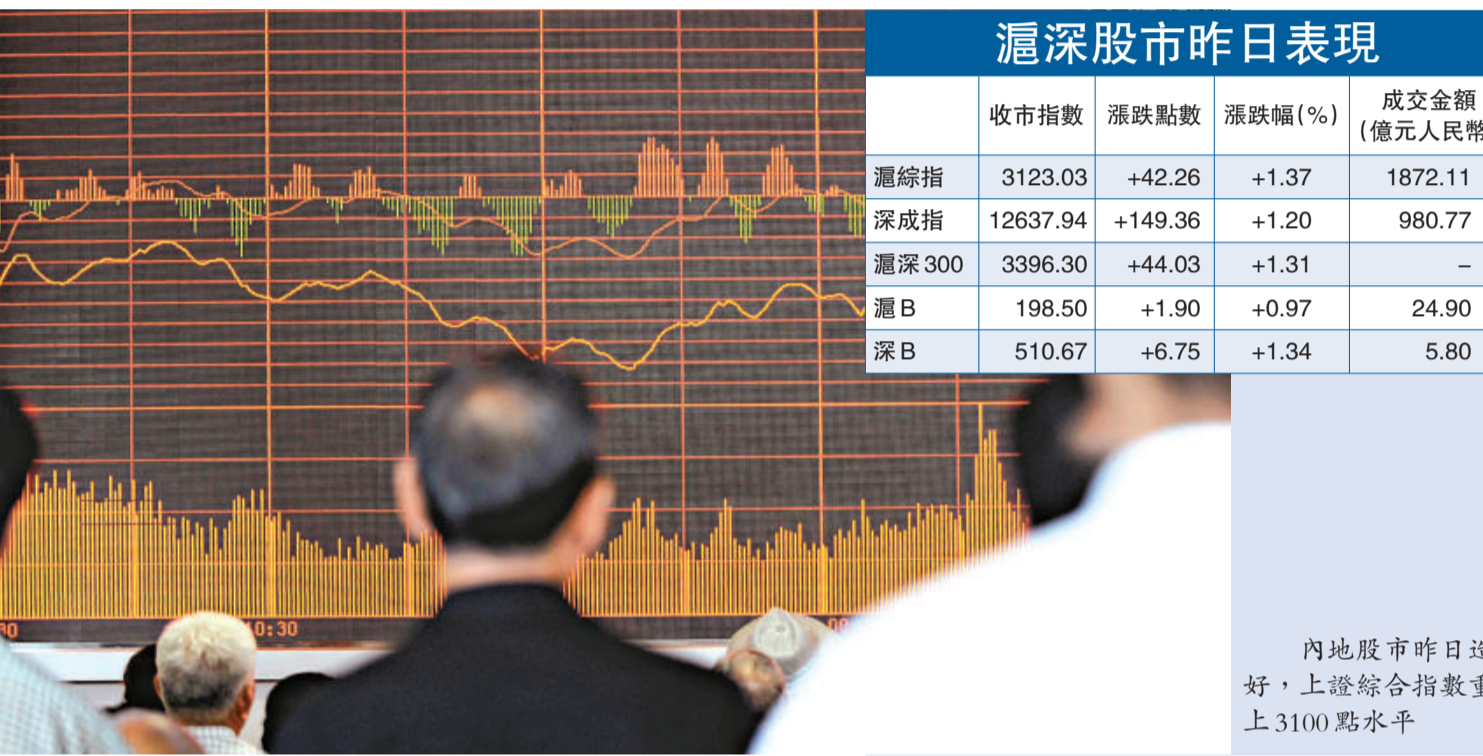 滬深股市昨日表現
收市指數 漲跌點數 漲跌幅(%) 成交金額
(億元人民幣
滬綜指 3123.03 +42.26 +1.37 1872.11
深成指 12637.94 +149.36 +1.20 980.77
滬深300 3396.30 +44.03 +1.31 –
滬B 198.50 +1.90 +0.97 24.90
深B 510.67 +6.75 +1.34 5.80
0:30
內地股市昨日造
好，上證綜合指數重
上3100點水平